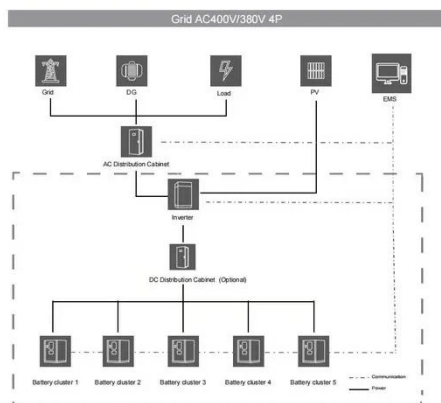 Grid AC400V/380V 4P
Grid
DG
Load
PV
EMS
AC Distribution Cabinet
Inverter
DC Distribution Cabinet (Optional)
Battery cluster 1
Battery cluster 2
Battery cluster 3
Battery cluster 4
Battery cluster 5
Communication
Power